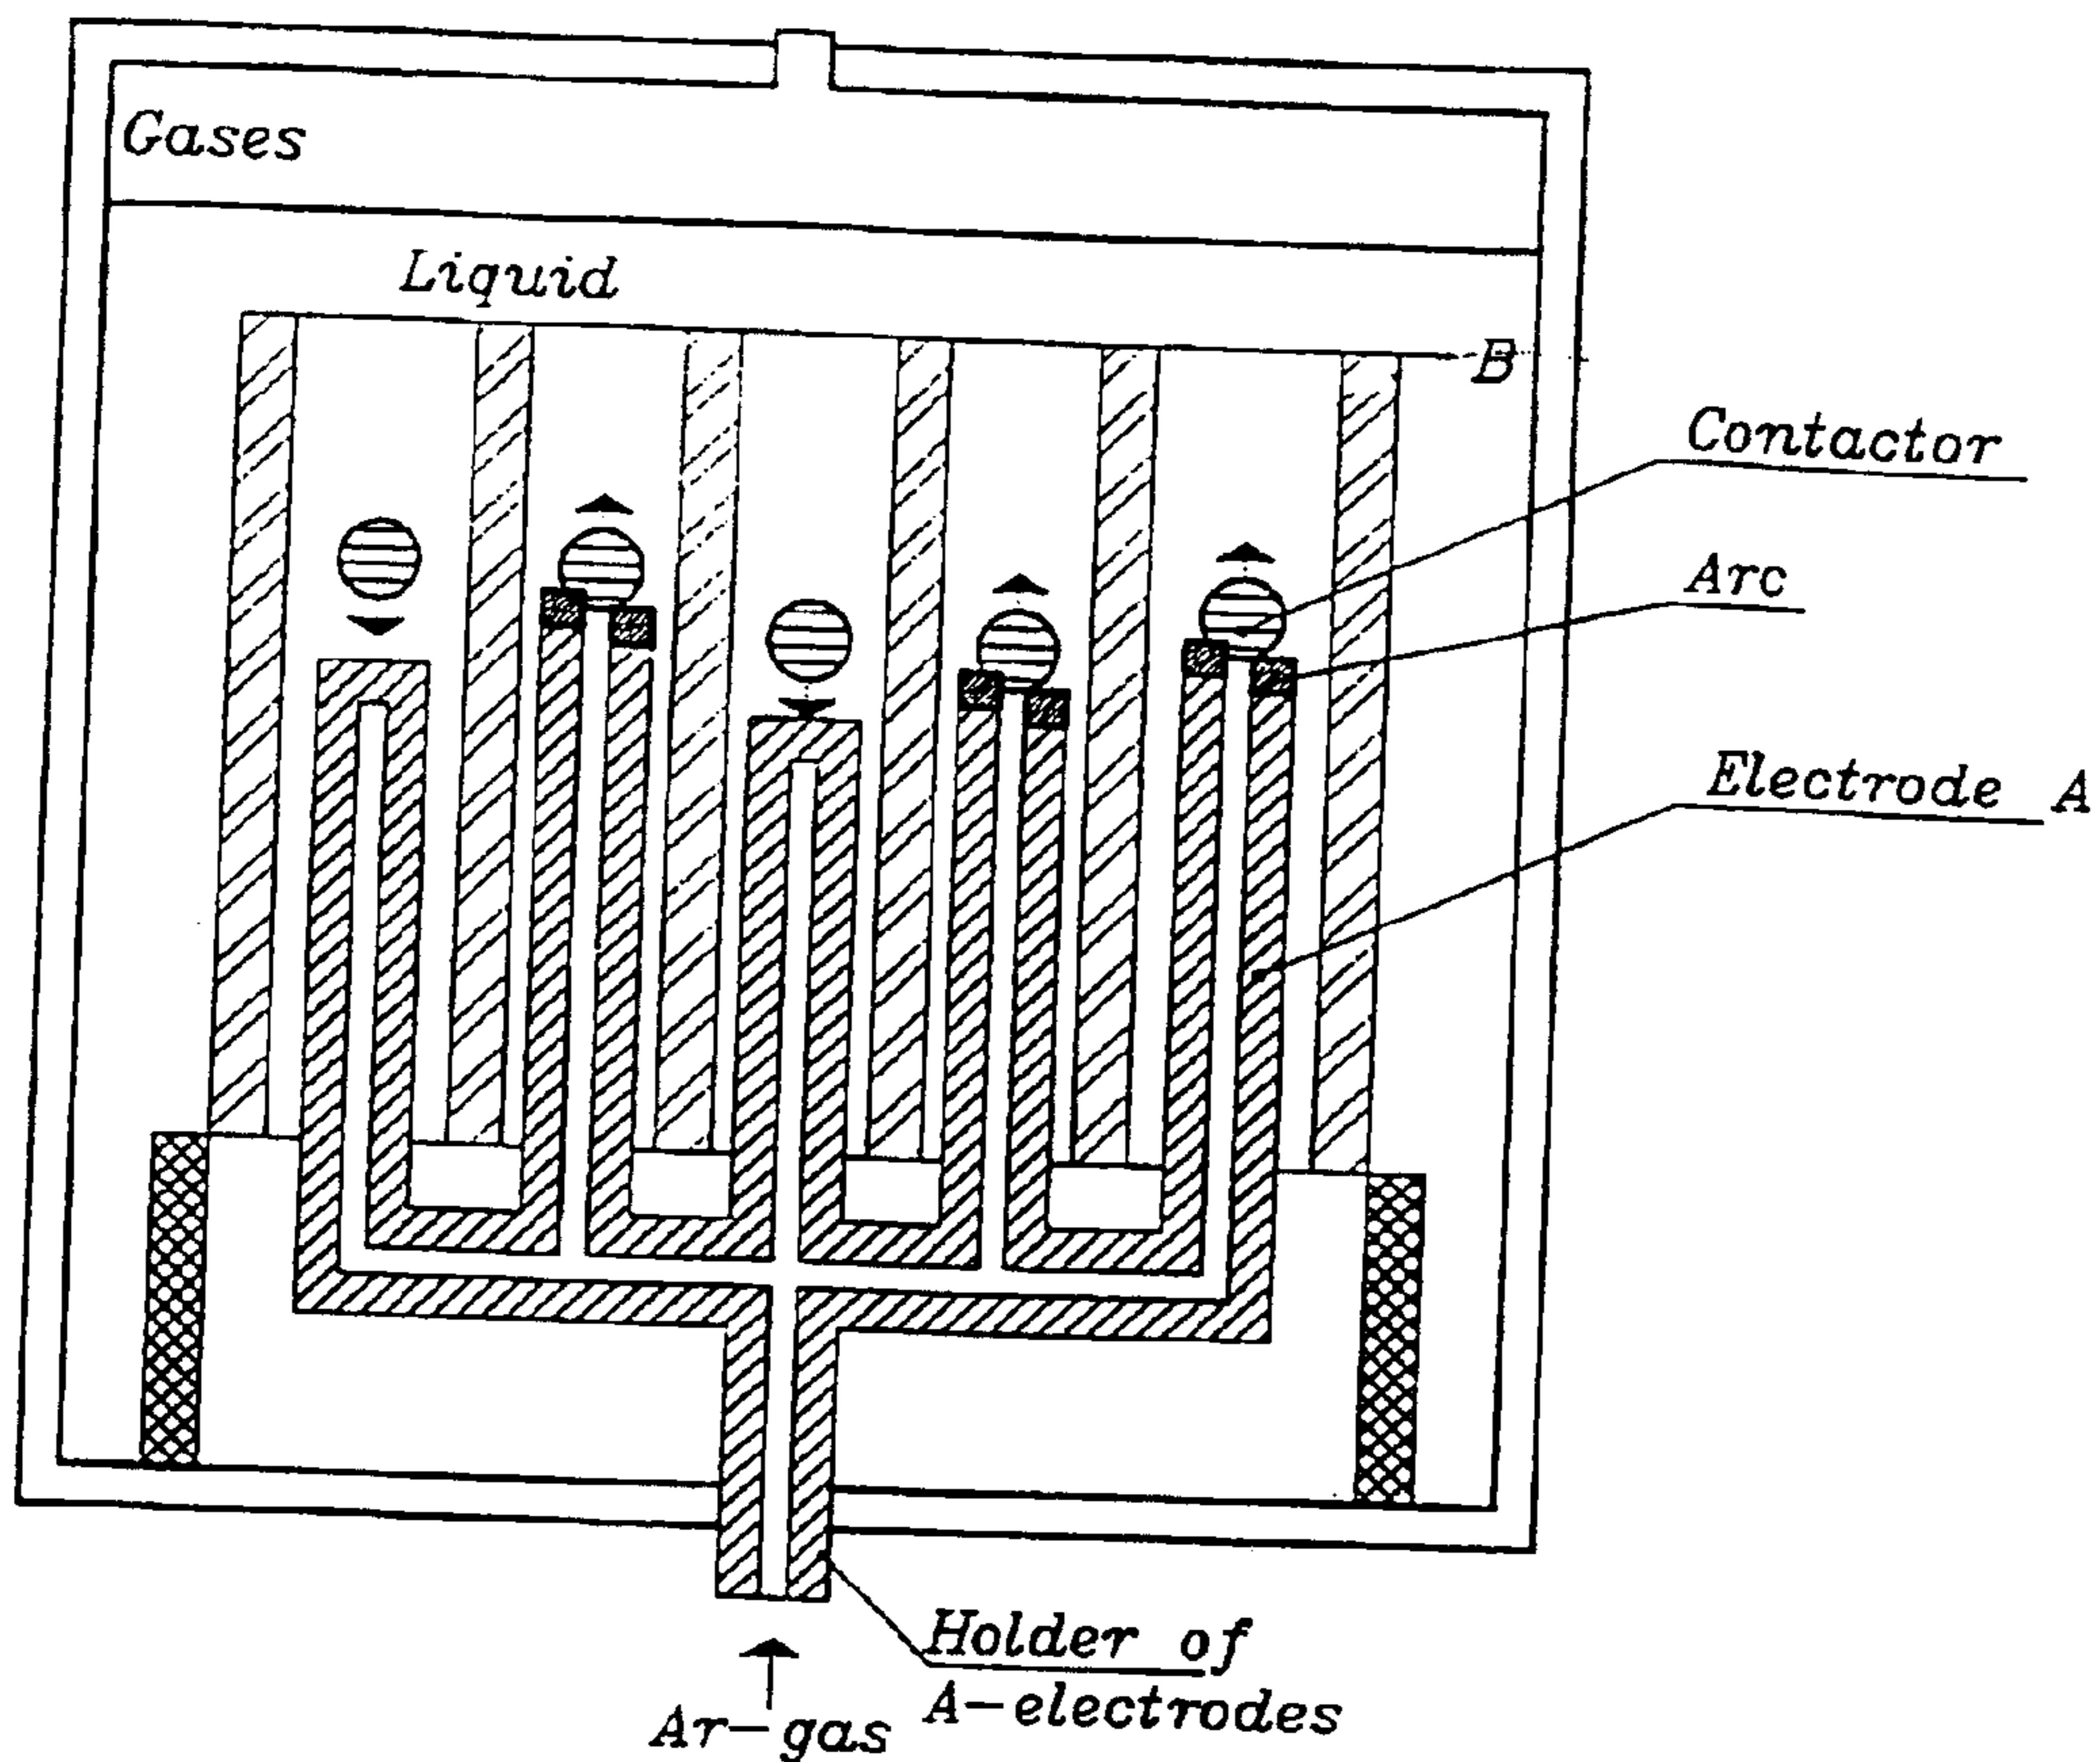 Gases
Liquid
B
Contactor
Arc
Electrode A
Holder of
A-electrodes
Ar-gas